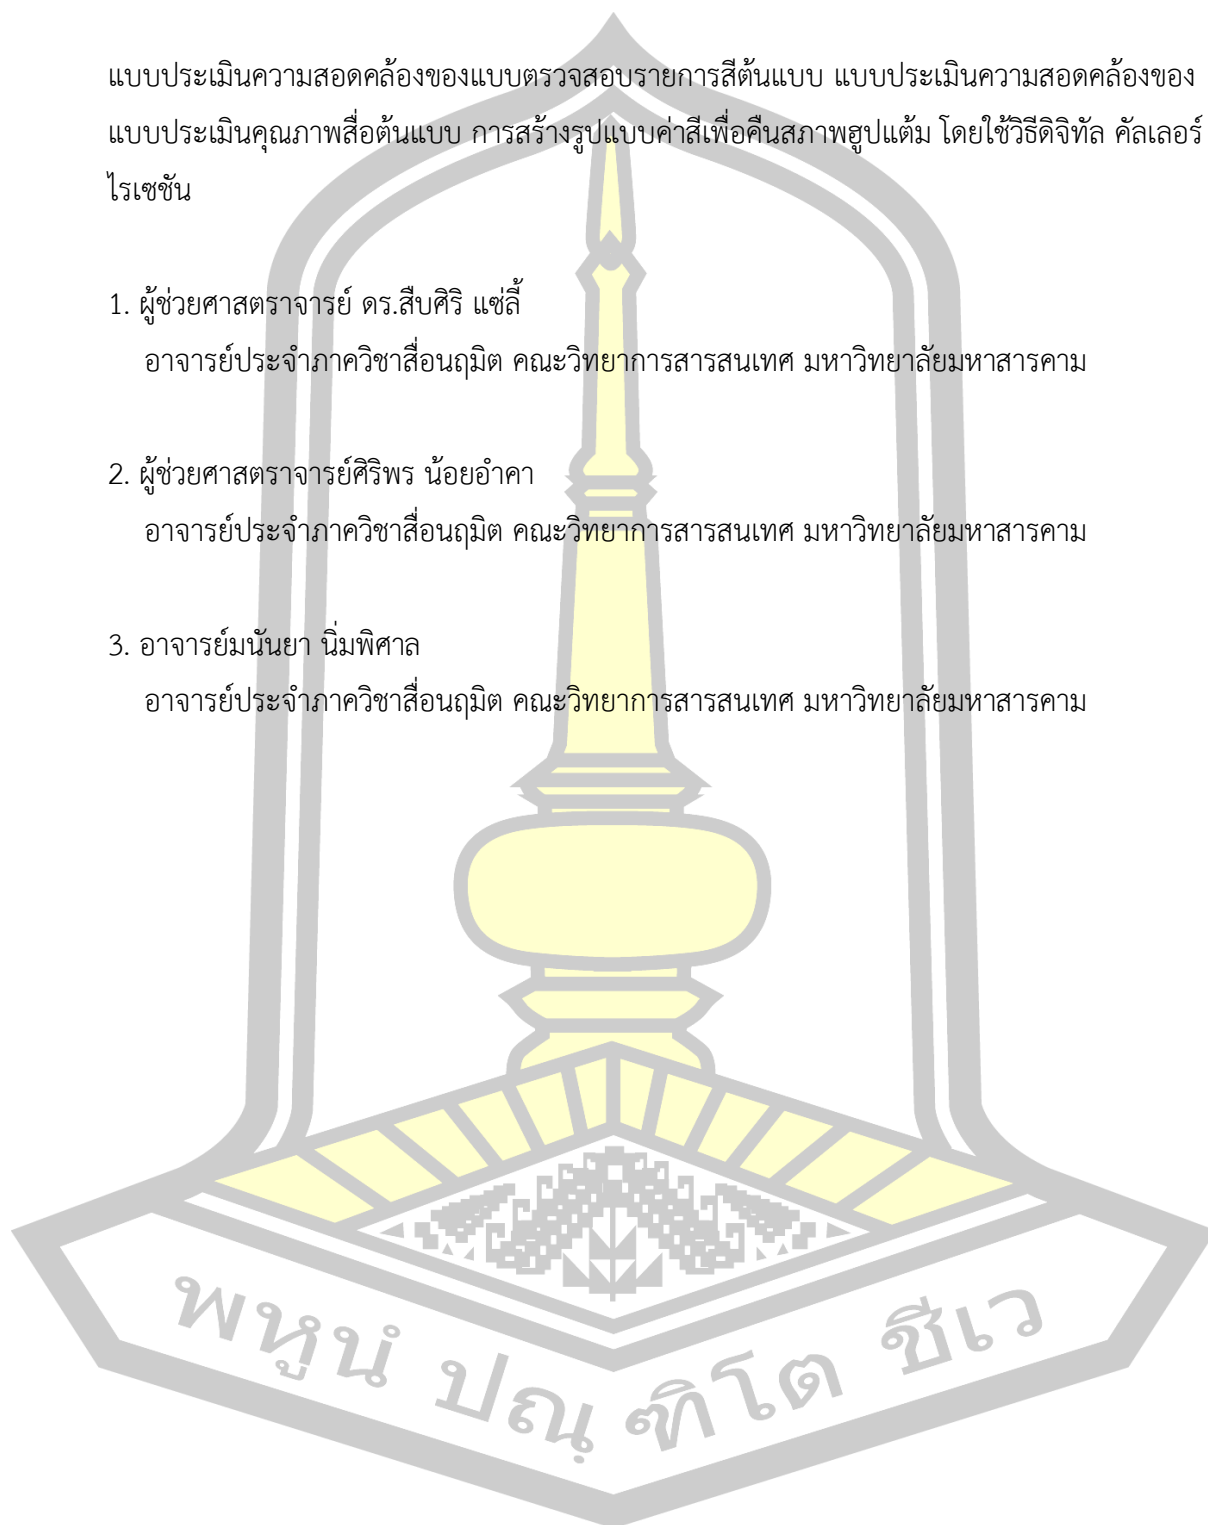 แบบประเมินความสอดคล้องของแบบตรวจสอบรายการสีต้นแบบ แบบประเมินความสอดคล้องของ
แบบประเมินคุณภาพสื่อต้นแบบ การสร้างรูปแบบค่าสีเพื่อคืนสภาพฮูปแต้ม โดยใช้วิธีดิจิทัล คัลเลอร์
ไรเซชัน
1. ผู้ช่วยศาสตราจารย์ ดร.สืบศิริ แซ่ลี้
อาจารย์ประจำภาควิชาสื่อนฤมิต คณะวิทยาการสารสนเทศ มหาวิทยาลัยมหาสารคาม
2. ผู้ช่วยศาสตราจารย์ศิริพร น้อยอำคา
อาจารย์ประจำภาควิชาสื่อนฤมิต คณะวิทยาการสารสนเทศ มหาวิทยาลัยมหาสารคาม
3. อาจารย์มนันยา นิ่มพิศาล
อาจารย์ประจำภาควิชาสื่อนฤมิต คณะวิทยาการสารสนเทศ มหาวิทยาลัยมหาสารคาม
พหูนํ ปณฺฑิโต ชีเว